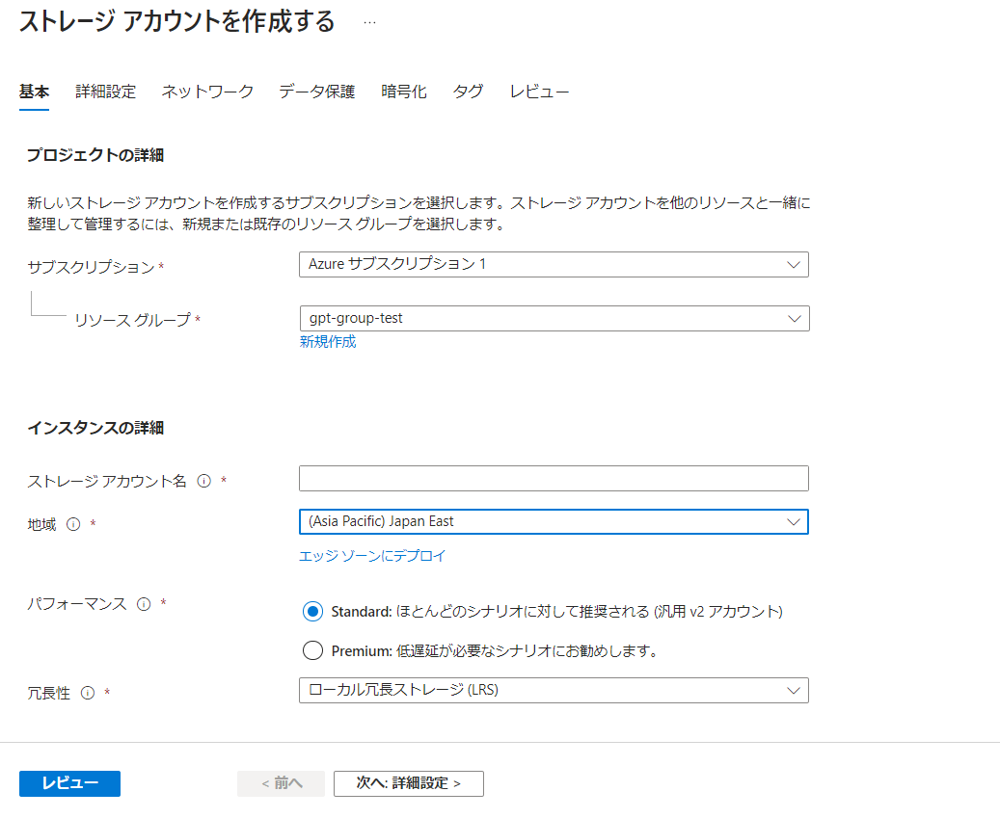 ストレージ アカウントを作成する ...
基本 詳細設定 ネットワーク データ保護 暗号化 タグ レビュー
プロジェクトの詳細
新しいストレージ アカウントを作成するサブスクリプションを選択します。ストレージ アカウントを他のリソースと一緒に
整理して管理するには、新規または既存のリソース グループを選択します。
サブスクリプション * Azure サブスクリプション 1
リソース グループ * gpt-group-test
新規作成
インスタンスの詳細
ストレージ アカウント名 *
地域 * (Asia Pacific) Japan East
エッジ ゾーンにデプロイ
パフォーマンス * Standard: ほとんどのシナリオに対して推奨される (汎用 v2 アカウント)
Premium: 低遅延が必要なシナリオにお勧めします。
冗長性 * ローカル冗長ストレージ (LRS)
レビュー < 前へ 次へ: 詳細設定 >